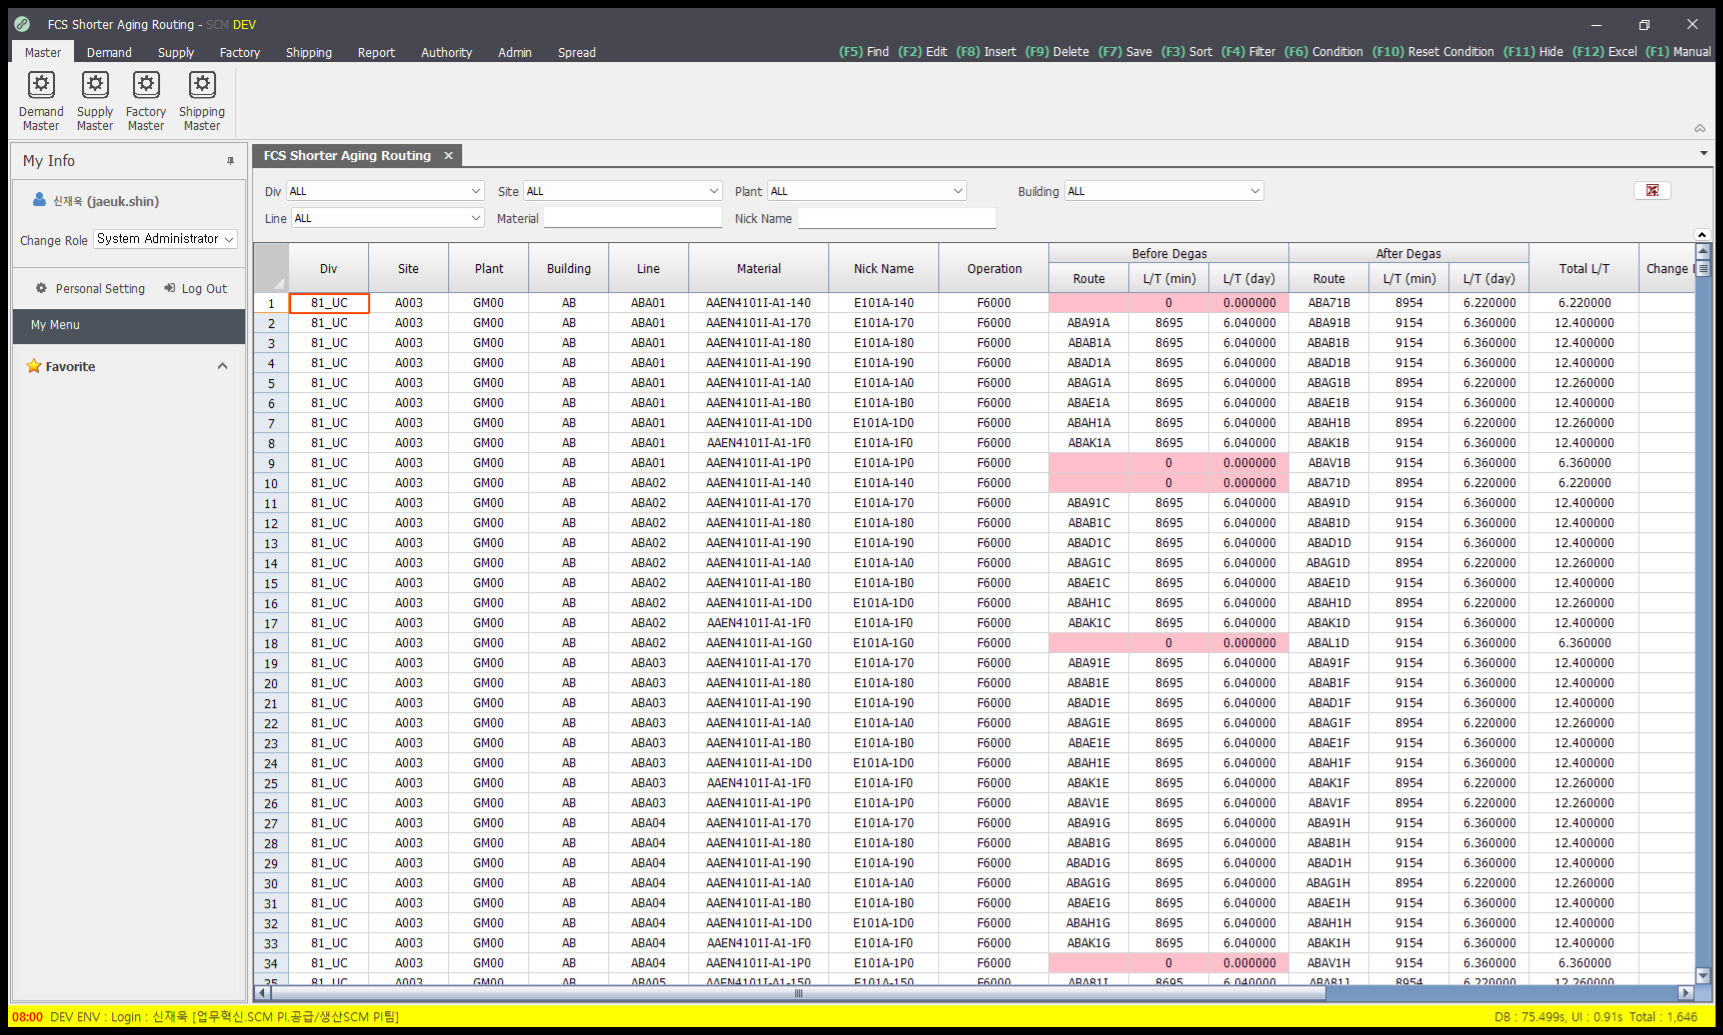 FCS Shorter Aging Routing - SCM DEV
Master Demand Supply Factory Shipping Report Authority Admin Spread (F5) Find (F2) Edit (F8) Insert (F9) Delete (F7) Save (F3) Sort (F4) Filter (F6) Condition (F10) Reset Condition (F11) Hide (F12) Excel (F1) Manual
Demand Supply Factory Shipping
Master Master Master Master
My Info
신재욱 (jaeuk.shin)
Change Role System Administrator
Personal Setting Log Out
My Menu
Favorite
FCS Shorter Aging Routing
Div ALL Site ALL Plant ALL Building ALL
Line ALL Material Nick Name
Before Degas After Degas
Div Site Plant Building Line Material Nick Name Operation Route L/T (min) L/T (day) Route L/T (min) L/T (day) Total L/T Change
1 81_UC A003 GM00 AB ABA01 AAEN4101I-A1-140 E101A-140 F6000 0 0.000000 ABA71B 8954 6.220000 6.220000
2 81_UC A003 GM00 AB ABA01 AAEN4101I-A1-170 E101A-170 F6000 ABA91A 8695 6.040000 ABA91B 9154 6.360000 12.400000
3 81_UC A003 GM00 AB ABA01 AAEN4101I-A1-180 E101A-180 F6000 ABAB1A 8695 6.040000 ABAB1B 9154 6.360000 12.400000
4 81_UC A003 GM00 AB ABA01 AAEN4101I-A1-190 E101A-190 F6000 ABAD1A 8695 6.040000 ABAD1B 9154 6.360000 12.400000
5 81_UC A003 GM00 AB ABA01 AAEN4101I-A1-1A0 E101A-1A0 F6000 ABAG1A 8695 6.040000 ABAG1B 8954 6.220000 12.260000
6 81_UC A003 GM00 AB ABA01 AAEN4101I-A1-1B0 E101A-1B0 F6000 ABAE1A 8695 6.040000 ABAE1B 9154 6.360000 12.400000
7 81_UC A003 GM00 AB ABA01 AAEN4101I-A1-1D0 E101A-1D0 F6000 ABAH1A 8695 6.040000 ABAH1B 8954 6.220000 12.260000
8 81_UC A003 GM00 AB ABA01 AAEN4101I-A1-1F0 E101A-1F0 F6000 ABAK1A 8695 6.040000 ABAK1B 9154 6.360000 12.400000
9 81_UC A003 GM00 AB ABA01 AAEN4101I-A1-1P0 E101A-1P0 F6000 0 0.000000 ABAV1B 9154 6.360000 6.360000
10 81_UC A003 GM00 AB ABA02 AAEN4101I-A1-140 E101A-140 F6000 0 0.000000 ABA71D 8954 6.220000 6.220000
11 81_UC A003 GM00 AB ABA02 AAEN4101I-A1-170 E101A-170 F6000 ABA91C 8695 6.040000 ABA91D 9154 6.360000 12.400000
12 81_UC A003 GM00 AB ABA02 AAEN4101I-A1-180 E101A-180 F6000 ABAB1C 8695 6.040000 ABAB1D 9154 6.360000 12.400000
13 81_UC A003 GM00 AB ABA02 AAEN4101I-A1-190 E101A-190 F6000 ABAD1C 8695 6.040000 ABAD1D 9154 6.360000 12.400000
14 81_UC A003 GM00 AB ABA02 AAEN4101I-A1-1A0 E101A-1A0 F6000 ABAG1C 8695 6.040000 ABAG1D 8954 6.220000 12.260000
15 81_UC A003 GM00 AB ABA02 AAEN4101I-A1-1B0 E101A-1B0 F6000 ABAE1C 8695 6.040000 ABAE1D 9154 6.360000 12.400000
16 81_UC A003 GM00 AB ABA02 AAEN4101I-A1-1D0 E101A-1D0 F6000 ABAH1C 8695 6.040000 ABAH1D 8954 6.220000 12.260000
17 81_UC A003 GM00 AB ABA02 AAEN4101I-A1-1F0 E101A-1F0 F6000 ABAK1C 8695 6.040000 ABAK1D 9154 6.360000 12.400000
18 81_UC A003 GM00 AB ABA02 AAEN4101I-A1-1G0 E101A-1G0 F6000 0 0.000000 ABAL1D 9154 6.360000 6.360000
19 81_UC A003 GM00 AB ABA03 AAEN4101I-A1-170 E101A-170 F6000 ABA91E 8695 6.040000 ABA91F 9154 6.360000 12.400000
20 81_UC A003 GM00 AB ABA03 AAEN4101I-A1-180 E101A-180 F6000 ABAB1E 8695 6.040000 ABAB1F 9154 6.360000 12.400000
21 81_UC A003 GM00 AB ABA03 AAEN4101I-A1-190 E101A-190 F6000 ABAD1E 8695 6.040000 ABAD1F 9154 6.360000 12.400000
22 81_UC A003 GM00 AB ABA03 AAEN4101I-A1-1A0 E101A-1A0 F6000 ABAG1E 8695 6.040000 ABAG1F 8954 6.220000 12.260000
23 81_UC A003 GM00 AB ABA03 AAEN4101I-A1-1B0 E101A-1B0 F6000 ABAE1E 8695 6.040000 ABAE1F 9154 6.360000 12.400000
24 81_UC A003 GM00 AB ABA03 AAEN4101I-A1-1D0 E101A-1D0 F6000 ABAH1E 8695 6.040000 ABAH1F 9154 6.360000 12.400000
25 81_UC A003 GM00 AB ABA03 AAEN4101I-A1-1F0 E101A-1F0 F6000 ABAK1E 8695 6.040000 ABAK1F 8954 6.220000 12.260000
26 81_UC A003 GM00 AB ABA03 AAEN4101I-A1-1P0 E101A-1P0 F6000 ABAV1E 8695 6.040000 ABAV1F 8954 6.220000 12.260000
27 81_UC A003 GM00 AB ABA04 AAEN4101I-A1-170 E101A-170 F6000 ABA91G 8695 6.040000 ABA91H 9154 6.360000 12.400000
28 81_UC A003 GM00 AB ABA04 AAEN4101I-A1-180 E101A-180 F6000 ABAB1G 8695 6.040000 ABAB1H 9154 6.360000 12.400000
29 81_UC A003 GM00 AB ABA04 AAEN4101I-A1-190 E101A-190 F6000 ABAD1G 8695 6.040000 ABAD1H 9154 6.360000 12.400000
30 81_UC A003 GM00 AB ABA04 AAEN4101I-A1-1A0 E101A-1A0 F6000 ABAG1G 8695 6.040000 ABAG1H 8954 6.220000 12.260000
31 81_UC A003 GM00 AB ABA04 AAEN4101I-A1-1B0 E101A-1B0 F6000 ABAE1G 8695 6.040000 ABAE1H 9154 6.360000 12.400000
32 81_UC A003 GM00 AB ABA04 AAEN4101I-A1-1D0 E101A-1D0 F6000 ABAH1G 8695 6.040000 ABAH1H 9154 6.360000 12.400000
33 81_UC A003 GM00 AB ABA04 AAEN4101I-A1-1F0 E101A-1F0 F6000 ABAK1G 8695 6.040000 ABAK1H 9154 6.360000 12.400000
34 81_UC A003 GM00 AB ABA04 AAEN4101I-A1-1P0 E101A-1P0 F6000 0 0.000000 ABAV1H 9154 6.360000 6.360000
35 81_UC A003 GM00 AB ABA05 AAEN4101I-A1-150 E101A-150 F6000 ABA81I 8695 6.040000 ABA81J 9154 6.360000 12.400000
08:00 DEV ENV : Login : 신재욱 [업무혁신.SCM PI.공급/생산SCM PI팀] DB : 75.499s, UI : 0.91s Total : 1,646